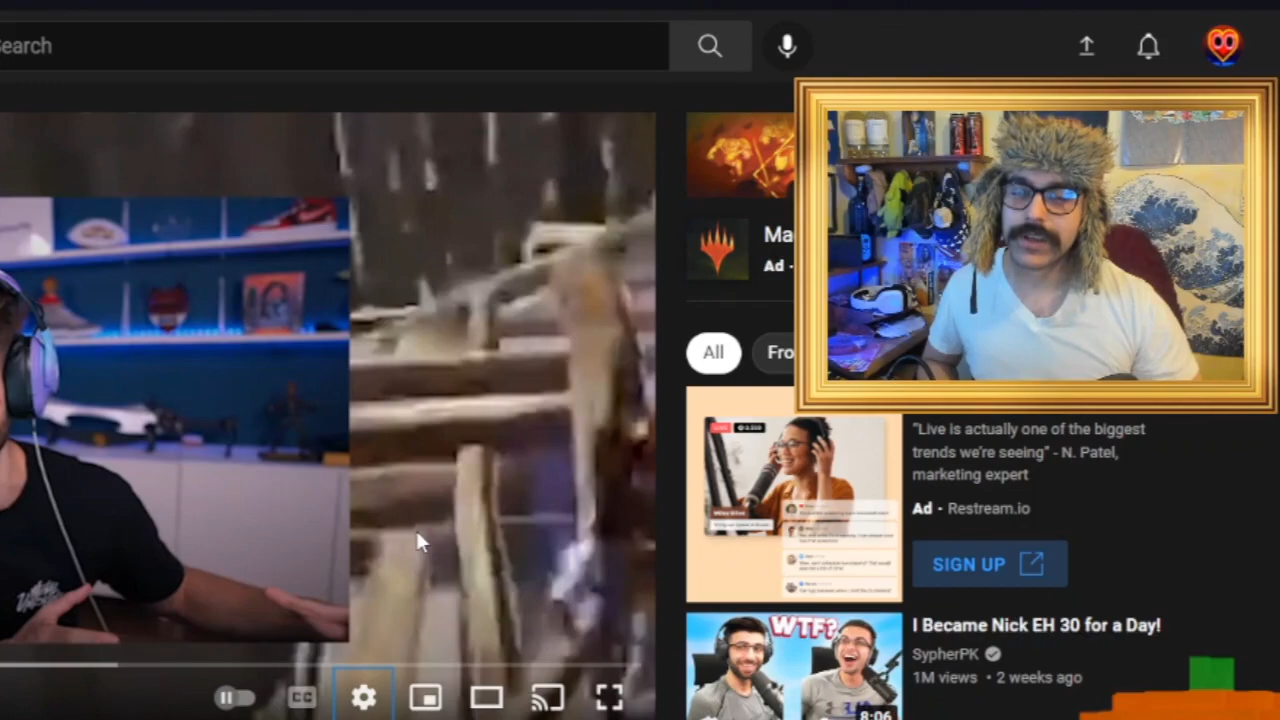 Search
Ma
Ad ·
All
Fro
"Live is actually one of the biggest
trends we're seeing" - N. Patel,
marketing expert
Ad · Restream.io
SIGN UP
WTF?
I Became Nick EH 30 for a Day!
SypherPK
1M views · 2 weeks ago
8:06
CC